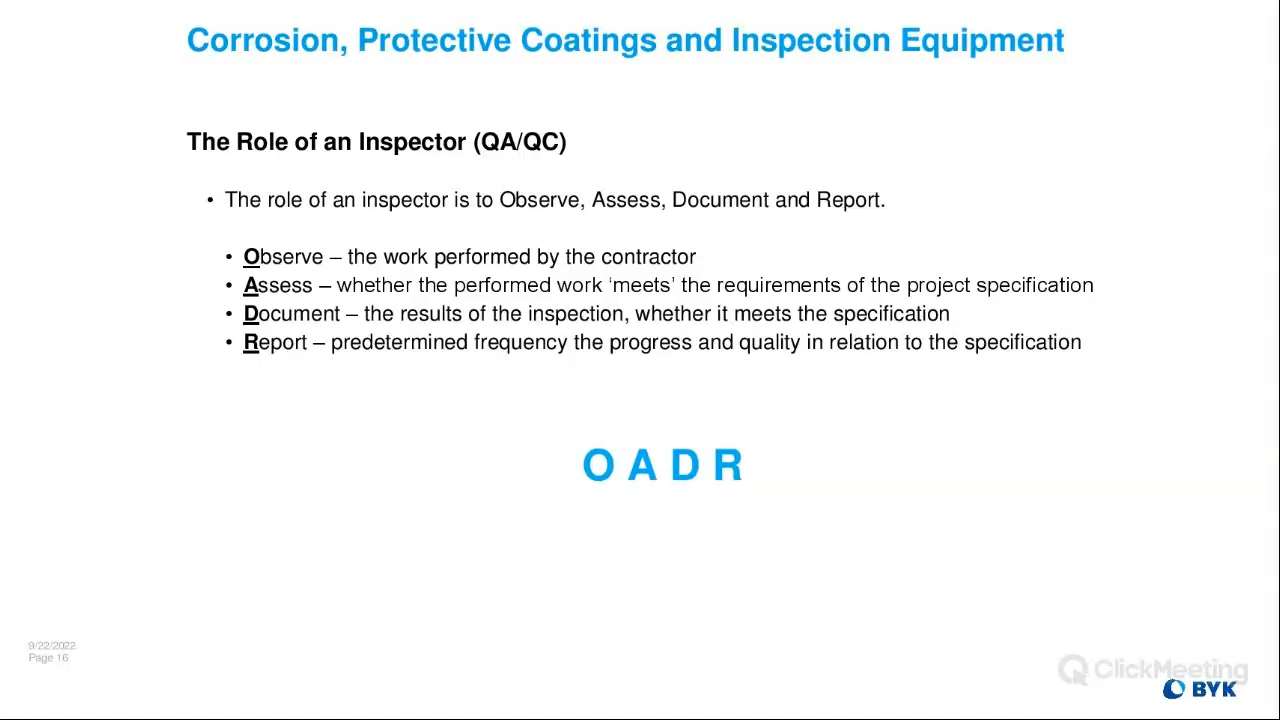 Corrosion, Protective Coatings and Inspection Equipment
The Role of an Inspector (QA/QC)
• The role of an inspector is to Observe, Assess, Document and Report.
• Observe – the work performed by the contractor
• Assess – whether the performed work ‘meets’ the requirements of the project specification
• Document – the results of the inspection, whether it meets the specification
• Report – predetermined frequency the progress and quality in relation to the specification
O A D R
9/22/2022
Page 16
ClickMeeting
BYK